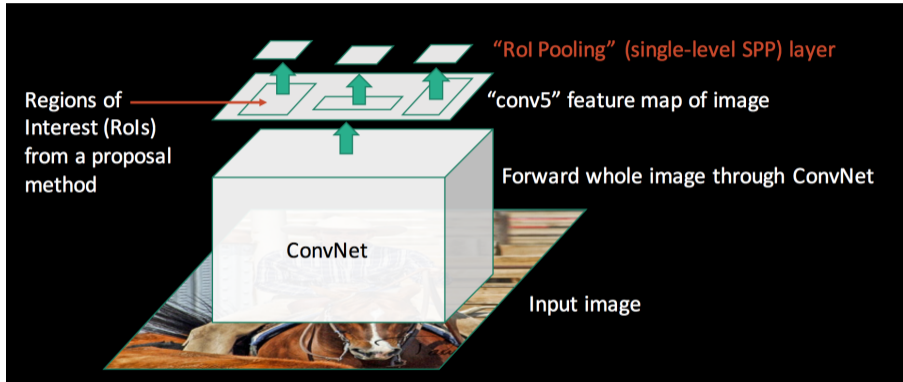 “RoI Pooling” (single-level SPP) layer
Regions of
Interest (RoIs)
from a proposal
method
“conv5” feature map of image
Forward whole image through ConvNet
ConvNet
Input image